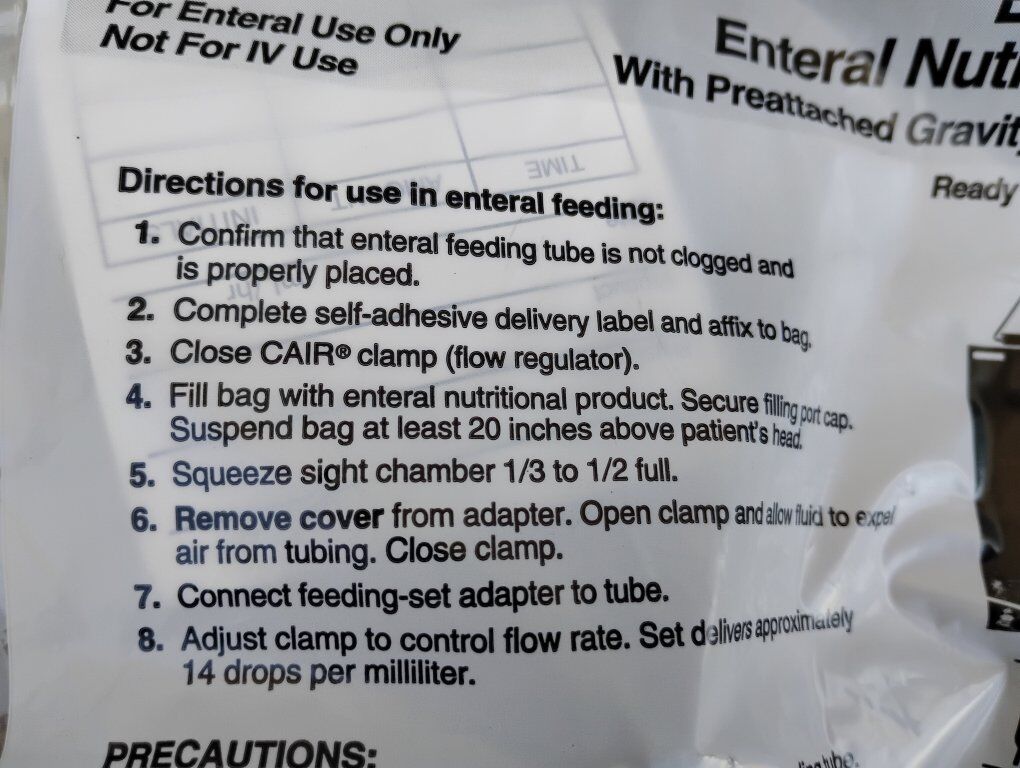 For Enteral Use Only
Not For IV Use
Enteral
With Preattached
Ready
TIME
Directions for use in enteral feeding:
1. Confirm that enteral feeding tube is not clogged and
is properly placed.
2. Complete self-adhesive delivery label and affix to bag.
3. Close CAIR® clamp (flow regulator).
4. Fill bag with enteral nutritional product. Secure filling port cap.
Suspend bag at least 20 inches above patient's head.
5. Squeeze sight chamber 1/3 to 1/2 full.
6. Remove cover from adapter. Open clamp and allow fluid to expel
air from tubing. Close clamp.
7. Connect feeding-set adapter to tube.
8. Adjust clamp to control flow rate. Set delivers approximately
14 drops per milliliter.
PRECAUTIONS: